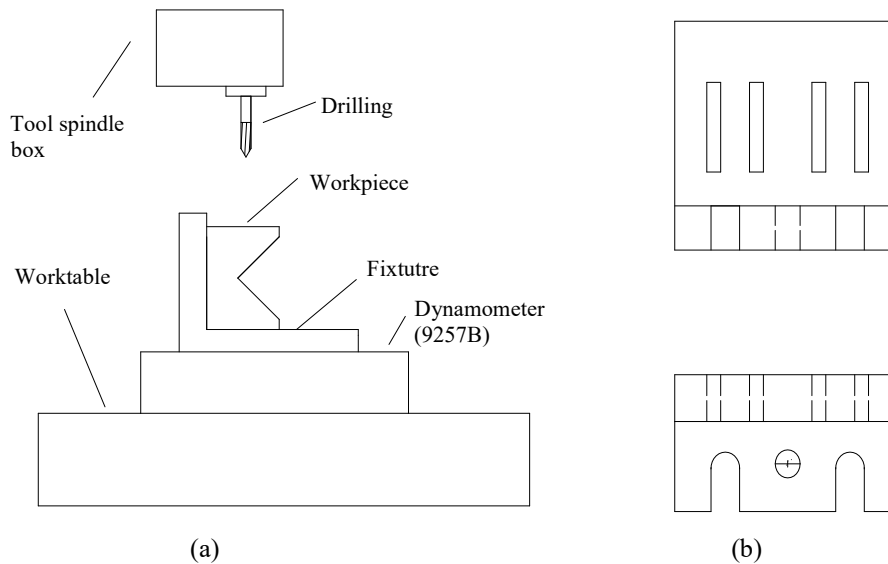 Drilling
Tool spindle
box
Workpiece
Worktable
Fixtutre
Dynamometer
(9257B)
(a)
(b)